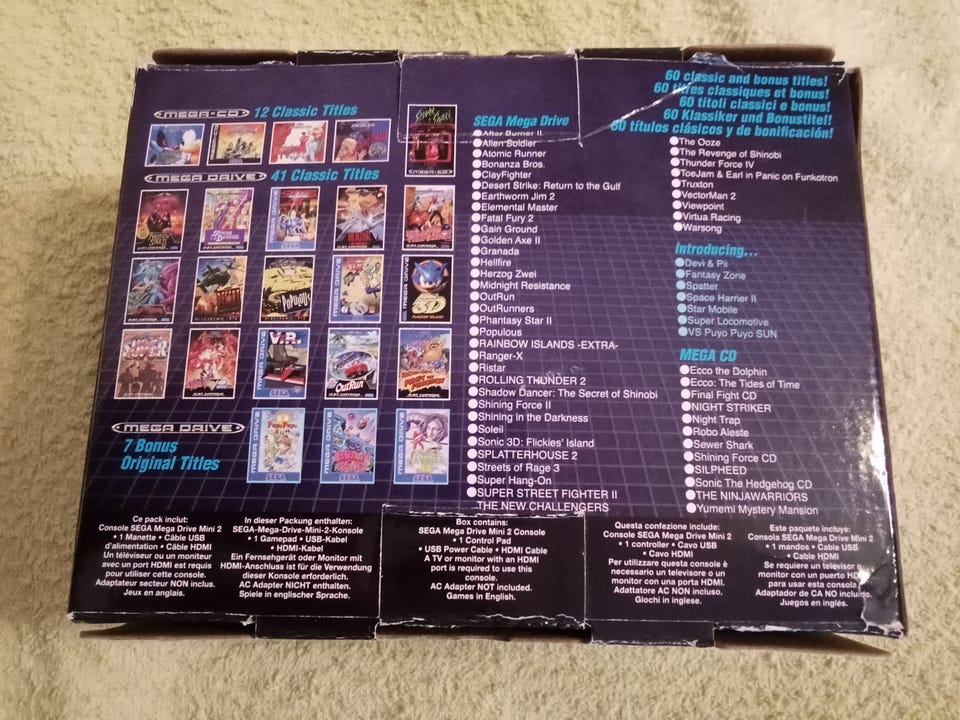 60 classic and bonus titles!
60 titres classiques et bonus!
60 titoli classici e bonus!
60 Klassiker und Bonustitel!
60 títulos clásicos y de bonificación!
MEGA-CD 12 Classic Titles
MEGA DRIVE 41 Classic Titles
MEGA DRIVE
7 Bonus
Original Titles
SEGA Mega Drive
After Burner II
Alien Soldier
Atomic Runner
Bonanza Bros.
ClayFighter
Desert Strike: Return to the Gulf
Earthworm Jim 2
Elemental Master
Fatal Fury 2
Gain Ground
Golden Axe II
Granada
Hellfire
Herzog Zwei
Midnight Resistance
OutRun
OutRunners
Phantasy Star II
Populous
RAINBOW ISLANDS -EXTRA-
Ranger-X
Ristar
ROLLING THUNDER 2
Shadow Dancer: The Secret of Shinobi
Shining Force II
Shining in the Darkness
Soleil
Sonic 3D: Flickies' Island
SPLATTERHOUSE 2
Streets of Rage 3
Super Hang-On
SUPER STREET FIGHTER II
THE NEW CHALLENGERS
The Ooze
The Revenge of Shinobi
Thunder Force IV
ToeJam & Earl in Panic on Funkotron
Truxton
VectorMan 2
Viewpoint
Virtua Racing
Warsong
Introducing...
Devi & Pii
Fantasy Zone
Spatter
Space Harrier II
Star Mobile
Super Locomotive
VS Puyo Puyo SUN
MEGA CD
Ecco the Dolphin
Ecco: The Tides of Time
Final Fight CD
NIGHT STRIKER
Night Trap
Robo Aleste
Sewer Shark
Shining Force CD
SILPHEED
Sonic The Hedgehog CD
THE NINJAWARRIORS
Yumemi Mystery Mansion
Ce pack inclut:
Console SEGA Mega Drive Mini 2
• 1 Manette • Câble USB
d'alimentation • Câble HDMI
Un téléviseur ou un moniteur
avec un port HDMI est requis
pour utiliser cette console.
Adaptateur secteur NON inclus.
Jeux en anglais.
In dieser Packung enthalten:
SEGA-Mega-Drive-Mini-2-Konsole
• 1 Gamepad • USB-Kabel
• HDMI-Kabel
Ein Fernsehgerät oder Monitor mit
HDMI-Anschluss ist für die Verwendung
dieser Konsole erforderlich.
AC Adapter NICHT enthalten.
Spiele in englischer Sprache.
Box contains:
SEGA Mega Drive Mini 2 Console
• 1 Control Pad
• USB Power Cable • HDMI Cable
A TV or monitor with an HDMI
port is required to use this
console.
AC Adapter NOT included.
Games in English.
Questa confezione include:
Console SEGA Mega Drive Mini 2
• 1 controller • Cavo USB
• Cavo HDMI
Per utilizzare questa console è
necessario un televisore o un
monitor con una porta HDMI.
Adattatore AC NON incluso.
Giochi in inglese.
Este paquete incluye:
Consola SEGA Mega Drive Mini 2
• 1 mandos • Cable USB
• Cable HDMI
Se requiere un televisor o
monitor con un puerto HDMI
para usar esta consola.
Adaptador de CA NO incluido.
Juegos en inglés.